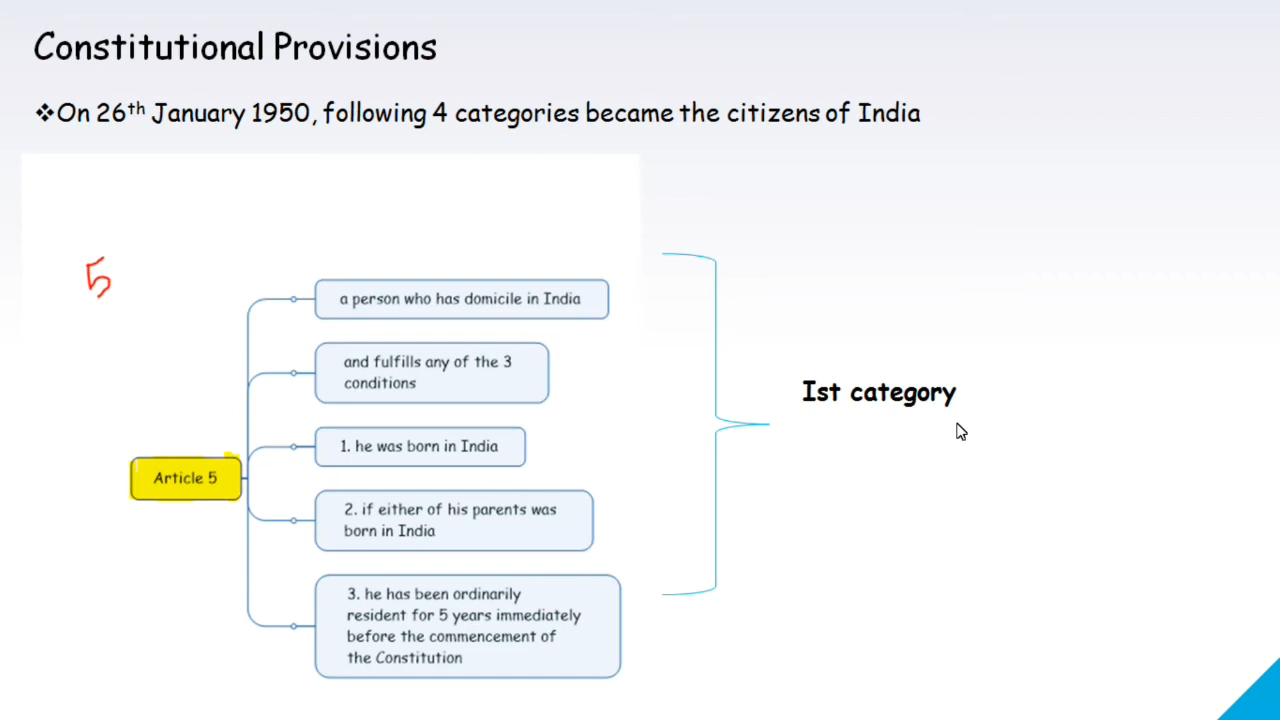 Constitutional Provisions
❖On 26th January 1950, following 4 categories became the citizens of India
5
a person who has domicile in India
and fulfills any of the 3
conditions
1. he was born in India
Article 5
2. if either of his parents was
born in India
3. he has been ordinarily
resident for 5 years immediately
before the commencement of
the Constitution
Ist category